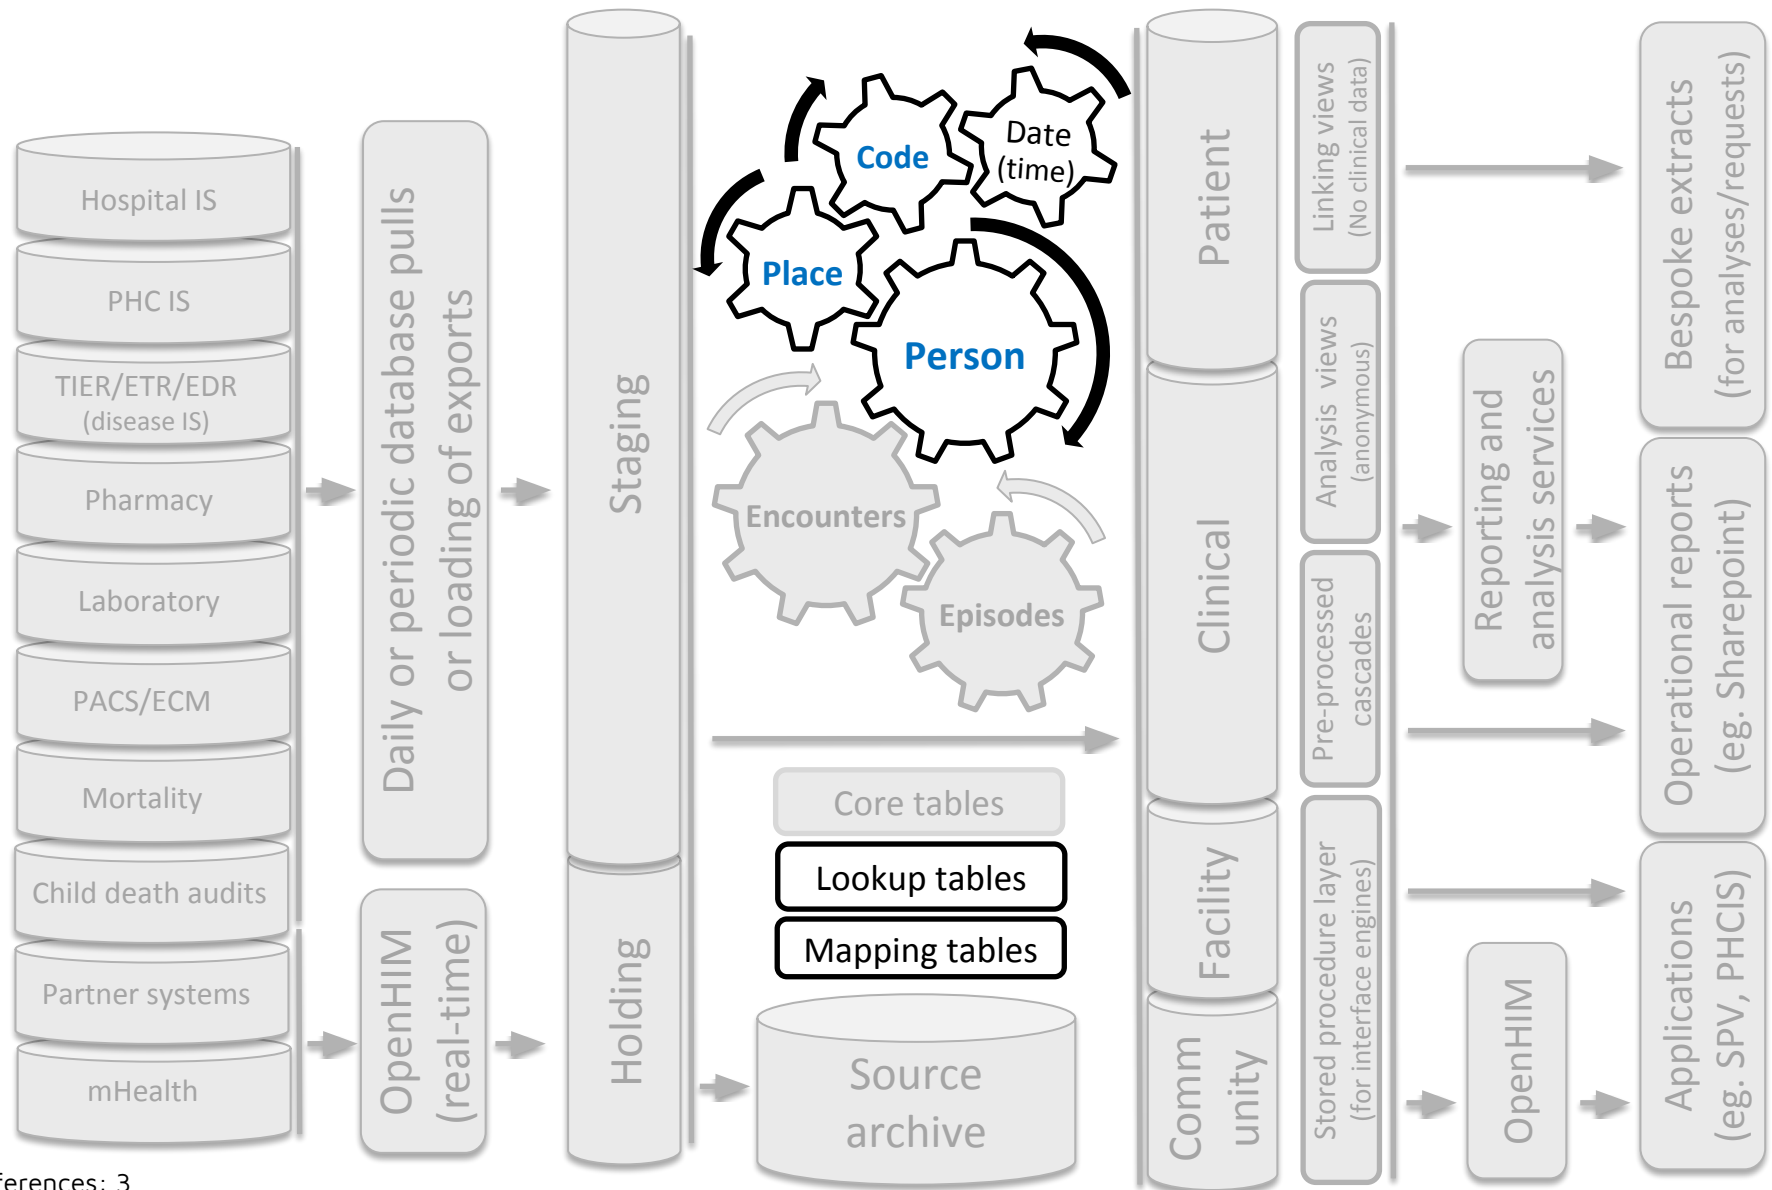 Hospital IS
PHC IS
TIER/ETR/EDR
(disease IS)
Pharmacy
Laboratory
PACS/ECM
Mortality
Child death audits
Partner systems
mHealth
Daily or periodic database pulls
or loading of exports
OpenHIM
(real-time)
Staging
Holding
Code
Date
(time)
Place
Person
Encounters
Episodes
Core tables
Lookup tables
Mapping tables
Source
archive
Patient
Clinical
Facility
Comm
unity
Linking views
(No clinical data)
Analysis views
(anonymous)
Pre-processed
cascades
Stored procedure layer
(for interface engines)
Reporting and
analysis services
OpenHIM
Bespoke extracts
(for analyses/requests)
Operational reports
(eg. Sharepoint)
Applications
(eg. SPV, PHCIS)
ferences: 3